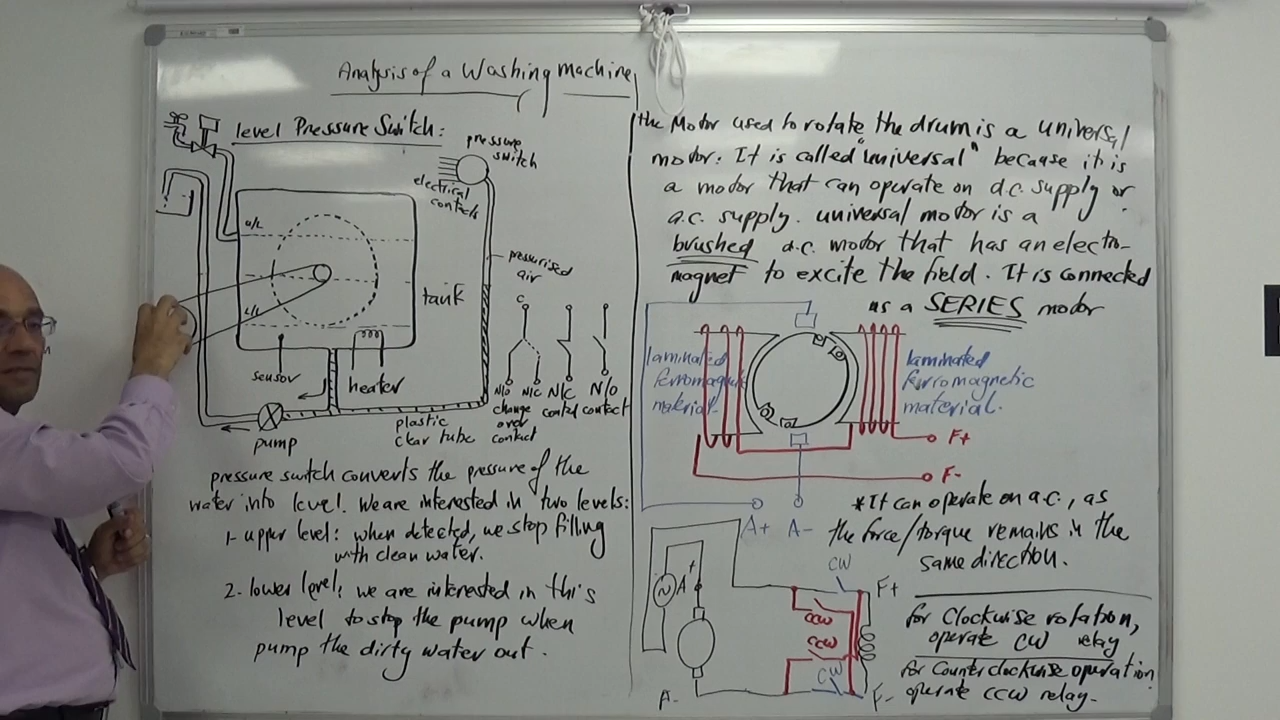 Analysis of a Washing Machine
level Pressure Switch:
pressure
switch
electrical
contacts
U/L
pressurised
air
tank
L/L
C
sensor
heater
N/O N/C N/C N/O
change contact contact
over
contact
plastic
clear tube
pump
pressure switch converts the pressure of the
water into level. We are interested in two levels:
1- upper level: when detected, we stop filling
with clean water.
2. lower level: we are interested in this
level to stop the pump when
pump the dirty water out.
the Motor used to rotate the drum is a universal
motor. It is called "universal" because it is
a motor that can operate on d.c. supply or
a.c. supply. universal motor is a
brushed d.c. motor that has an electro-
magnet to excite the field. It is connected
as a SERIES motor
laminated
ferromagnetic
material.
laminated
ferromagnetic
material.
F+
F-
A+ A-
*It can operate on a.c., as
the force/torque remains in the
same direction.
A+
CW
F+
CCW
CCW
CW
A-
F-
for Clockwise rotation,
operate CW relay
for Counterclockwise operation
operate CCW relay.